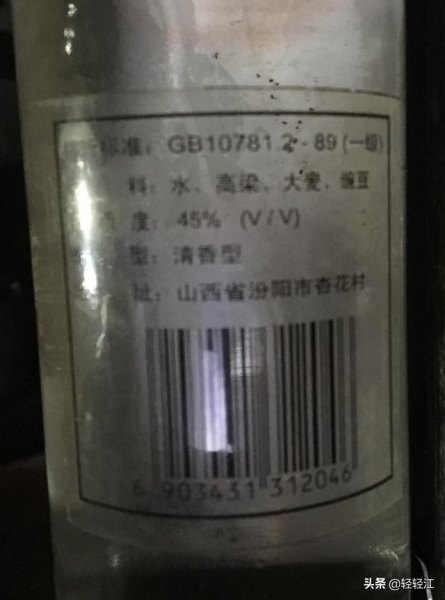 标准：GB10781.2-89(一级)
料：水、高粱、大麦、豌豆
度：45% (V/V)
型：清香型
址：山西省汾阳市杏花村
6 903431 312046
头条 @轻轻江